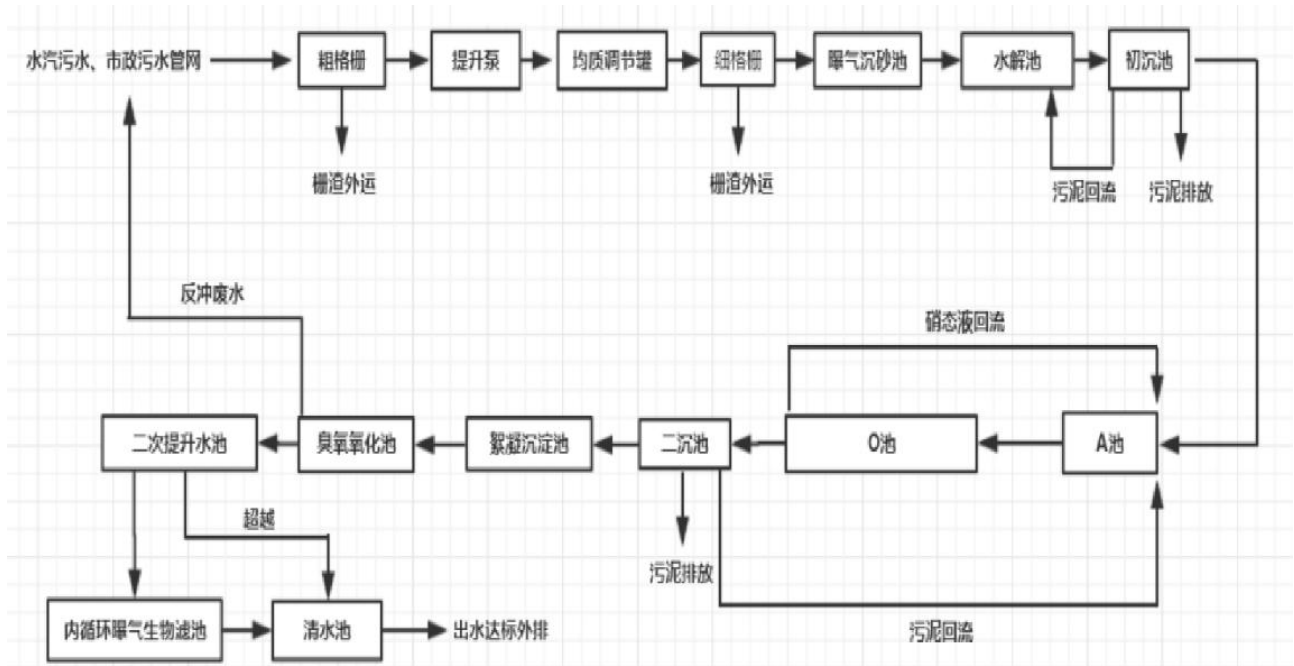 水汽污水、市政污水管网
粗格栅
提升泵
均质调节罐
细格栅
曝气沉砂池
水解池
初沉池
栅渣外运
栅渣外运
污泥回流
污泥排放
反冲废水
硝态液回流
二次提升水池
臭氧氧化池
絮凝沉淀池
二沉池
O池
A池
超越
污泥排放
内循环曝气生物滤池
清水池
出水达标外排
污泥回流